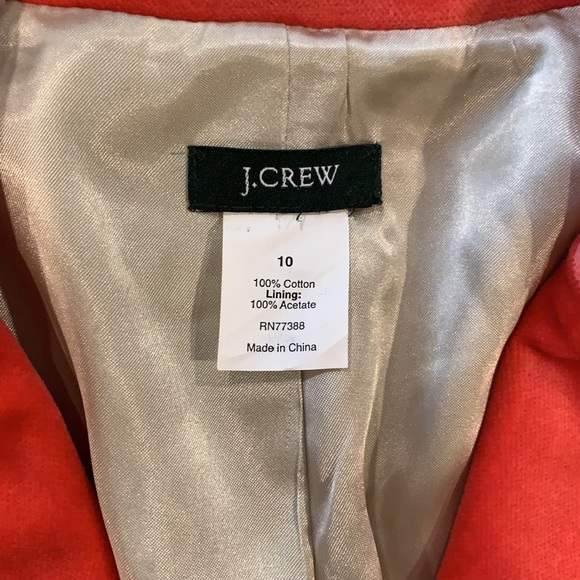 J.CREW
10
100% Cotton
Lining:
100% Acetate
RN77388
Made in China